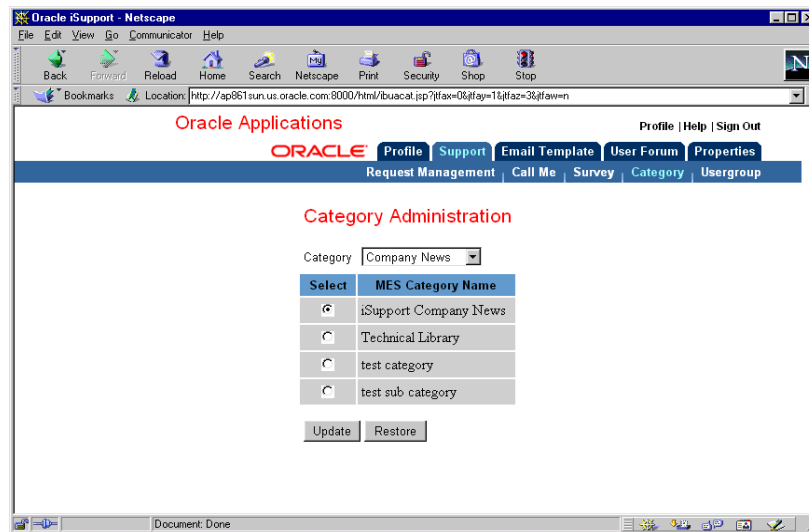 Oracle iSupport - Netscape
File Edit View Go Communicator Help
Back Forward Reload Home Search Netscape Print Security Shop Stop
Bookmarks Location: http://ap861sun.us.oracle.com:8000/html/ibuacat.jsp?jtfax=0&jtfay=1&jtfaz=3&jtfaw=n
Oracle Applications
Profile | Help | Sign Out
ORACLE Profile Support Email Template User Forum Properties
Request Management Call Me Survey Category Usergroup
Category Administration
Category Company News
Select MES Category Name
iSupport Company News
Technical Library
test category
test sub category
Update Restore
Document: Done